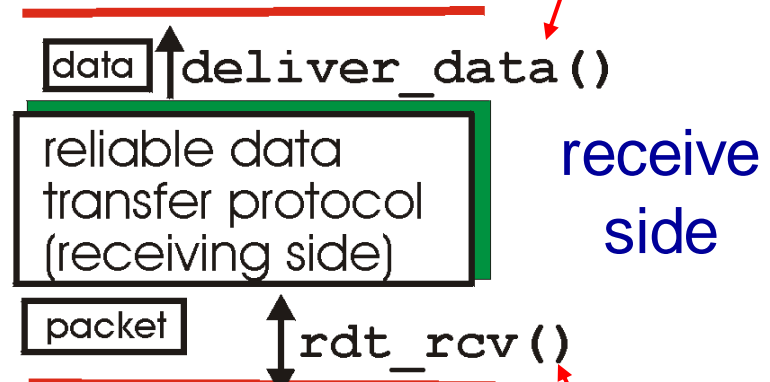 data
deliver_data()
reliable data
transfer protocol
(receiving side)
receive
side
packet
rdt_rcv()